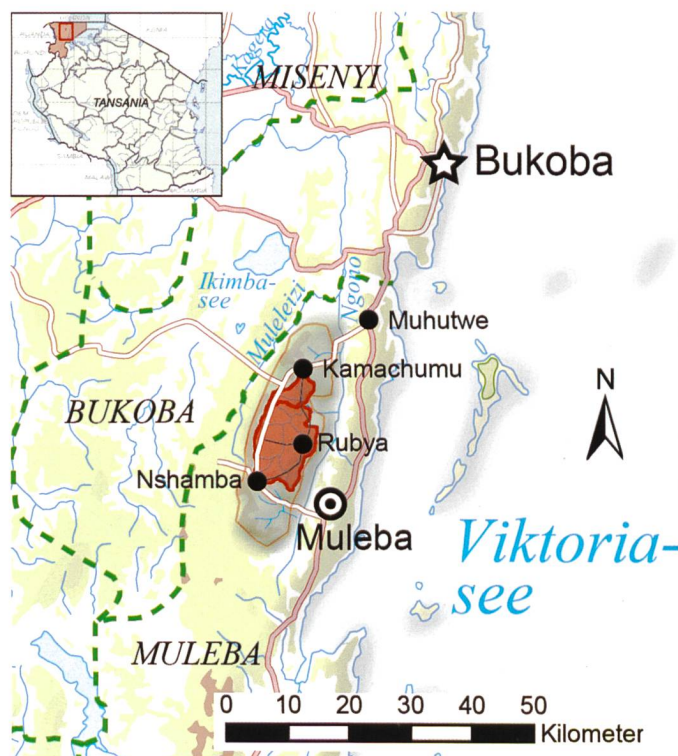 TANSANIA
Kagera
MISENYI
Bukoba
Ikimba-
see
Muleleizi
Ngono
Muhutwe
Kamachumu
BUKOBA
Rubya
Nshamba
N
Muleba
Viktoria-
see
MULEBA
0 10 20 30 40 50
Kilometer